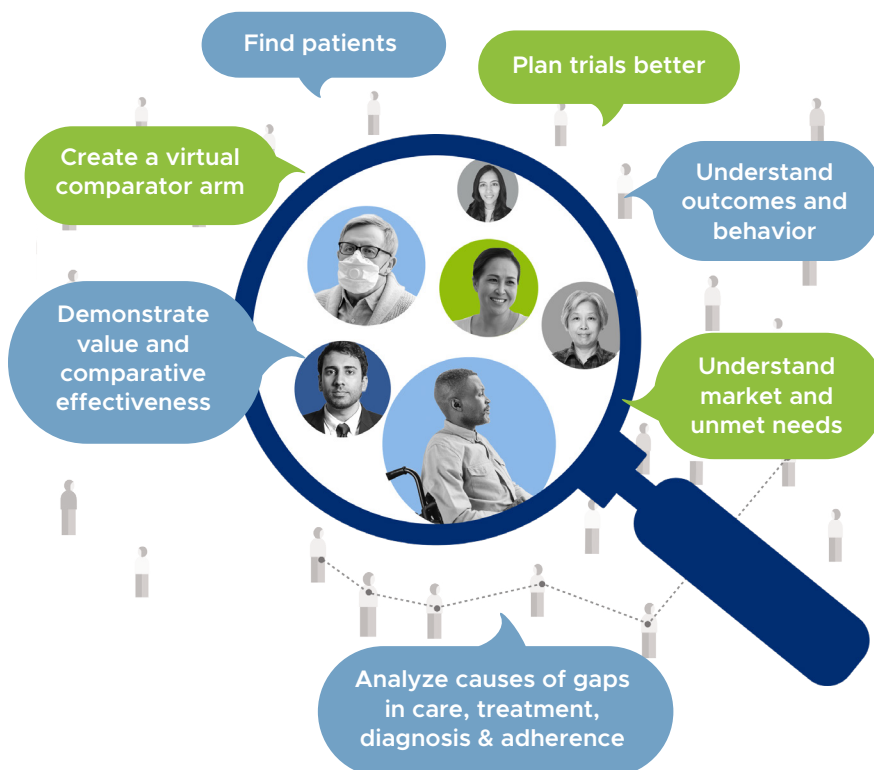 Find patients
Plan trials better
Create a virtual
comparator arm
Understand
outcomes and
behavior
Demonstrate
value and
comparative
effectiveness
Understand
market and
unmet needs
Analyze causes of gaps
in care, treatment,
diagnosis & adherence